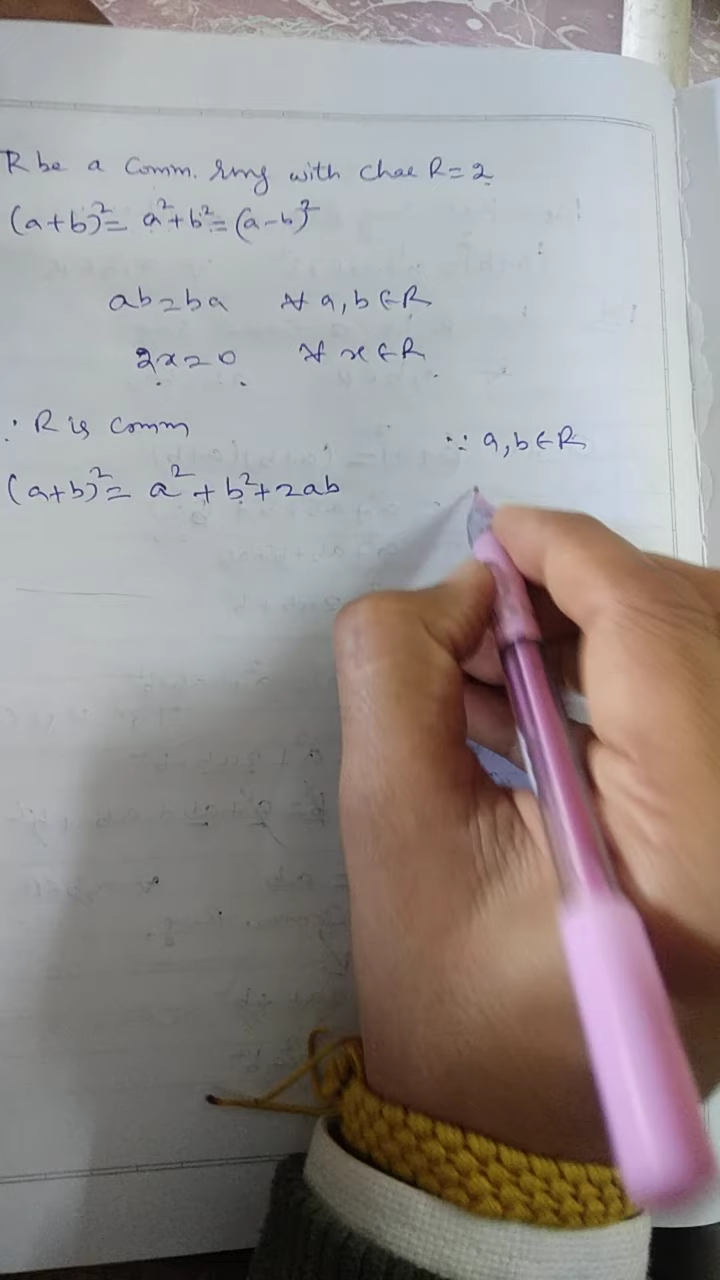 R be a Comm. ring with Char R = 2
(a+b)² = a² + b² = (a-b)²
ab = ba ∀ a, b ∈ R
2x = 0 ∀ x ∈ R
∵ R is Comm
∵ a, b ∈ R
(a+b)² = a² + b² + 2ab